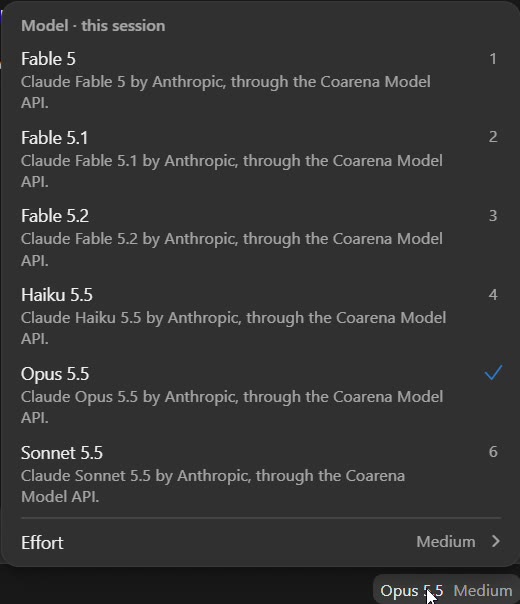 Model · this session
Fable 5 1
Claude Fable 5 by Anthropic, through the Coarena Model
API.
Fable 5.1 2
Claude Fable 5.1 by Anthropic, through the Coarena Model
API.
Fable 5.2 3
Claude Fable 5.2 by Anthropic, through the Coarena Model
API.
Haiku 5.5 4
Claude Haiku 5.5 by Anthropic, through the Coarena Model
API.
Opus 5.5
Claude Opus 5.5 by Anthropic, through the Coarena Model
API.
Sonnet 5.5 6
Claude Sonnet 5.5 by Anthropic, through the Coarena
Model API.
Effort Medium
Opus 5.5 Medium